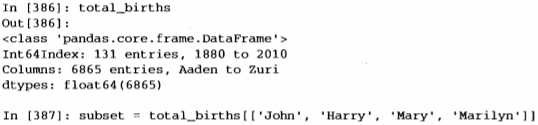 In [386]: total_births
Out[386]:
<class 'pandas.core.frame.DataFrame'>
Int64Index: 131 entries, 1880 to 2010
Columns: 6865 entries, Aaden to Zuri
dtypes: float64(6865)
In [387]: subset = total_births[['John', 'Harry', 'Mary', 'Marilyn']]